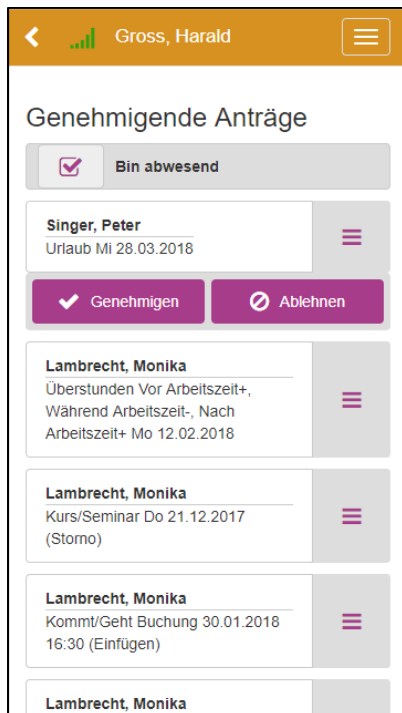 Gross, Harald
Genehmigende Anträge
Bin abwesend
Singer, Peter
Urlaub Mi 28.03.2018
Genehmigen
Ablehnen
Lambrecht, Monika
Überstunden Vor Arbeitszeit+,
Während Arbeitszeit-, Nach
Arbeitszeit+ Mo 12.02.2018
Lambrecht, Monika
Kurs/Seminar Do 21.12.2017
(Storno)
Lambrecht, Monika
Kommt/Geht Buchung 30.01.2018
16:30 (Einfügen)
Lambrecht, Monika